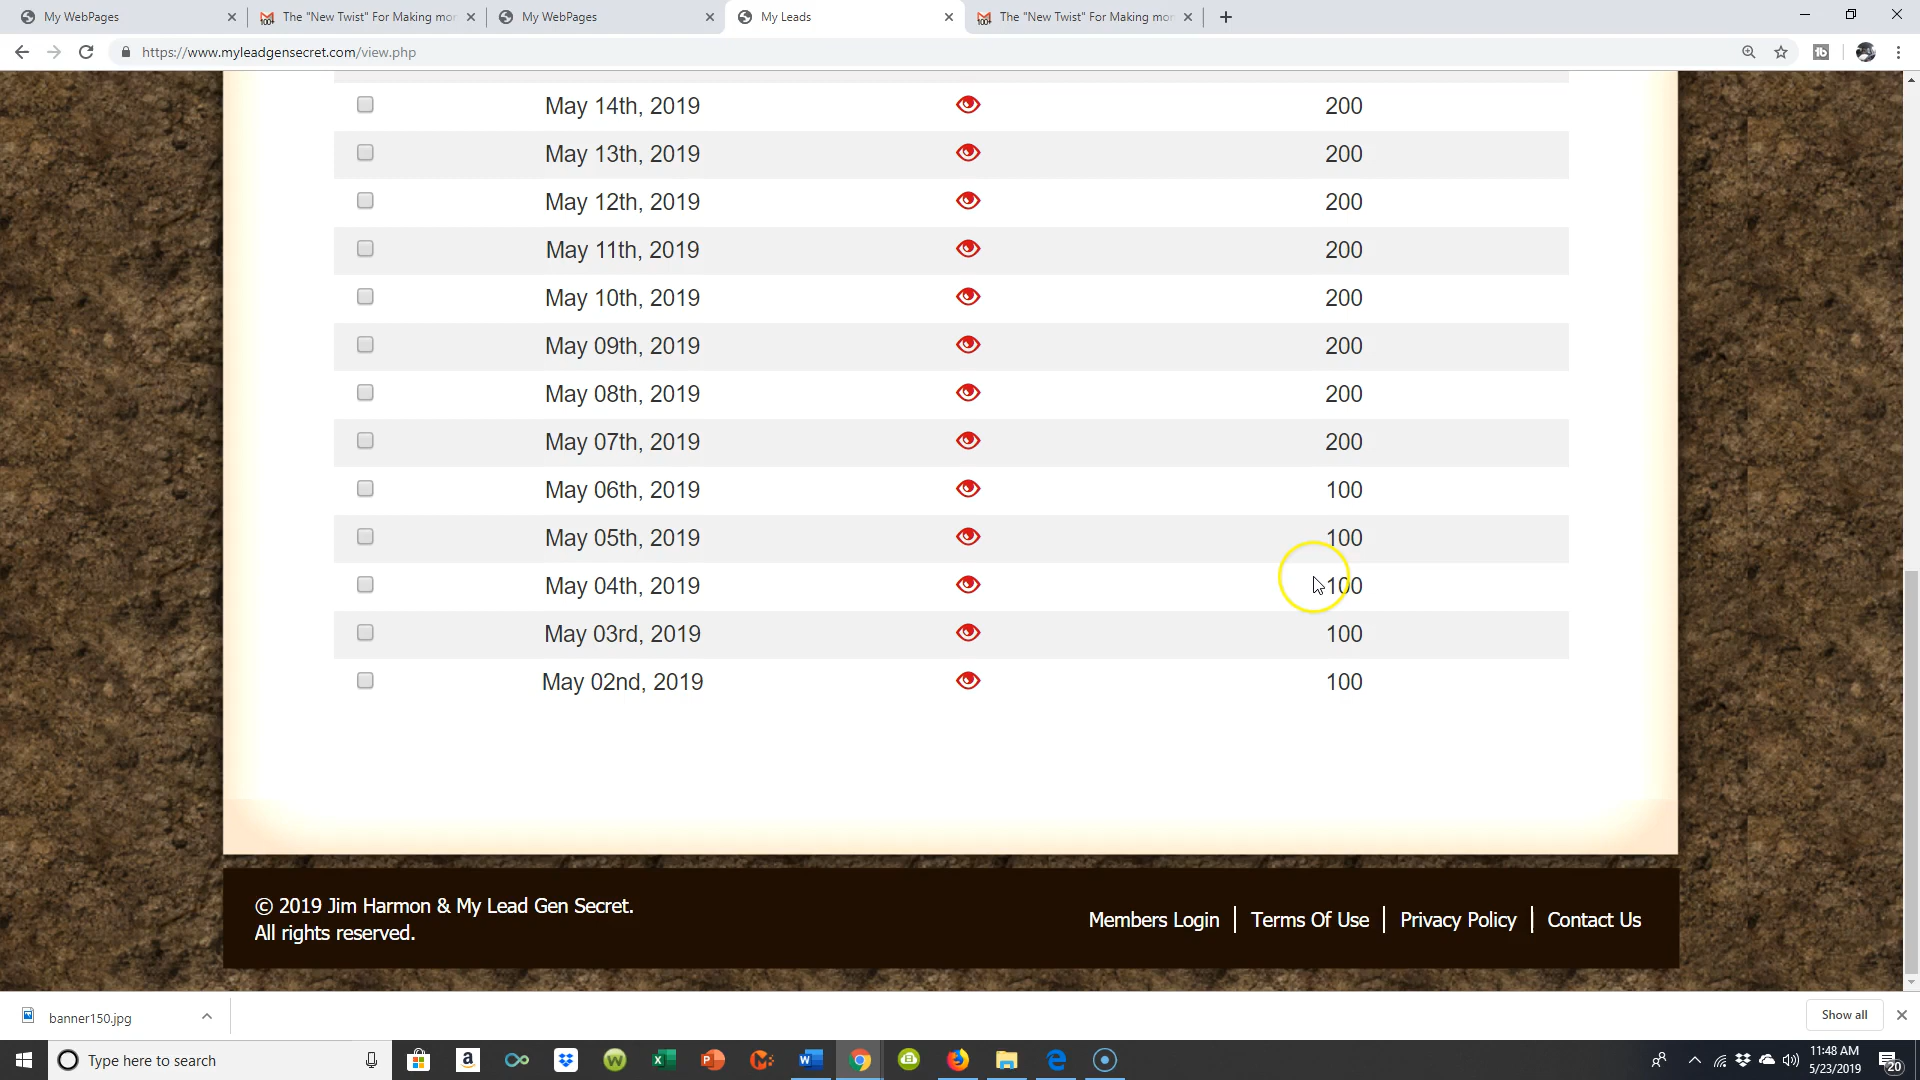 My WebPages
The "New Twist" For Making mor
My WebPages
My Leads
The "New Twist" For Making mor
https://www.myleadgensecret.com/view.php
May 14th, 2019 200
May 13th, 2019 200
May 12th, 2019 200
May 11th, 2019 200
May 10th, 2019 200
May 09th, 2019 200
May 08th, 2019 200
May 07th, 2019 200
May 06th, 2019 100
May 05th, 2019 100
May 04th, 2019 100
May 03rd, 2019 100
May 02nd, 2019 100
© 2019 Jim Harmon & My Lead Gen Secret.
All rights reserved.
Members Login | Terms Of Use | Privacy Policy | Contact Us
banner150.jpg
Show all
Type here to search
11:48 AM
5/23/2019
20